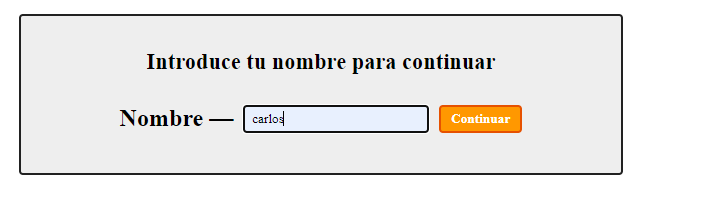 Introduce tu nombre para continuar
Nombre — carlos Continuar